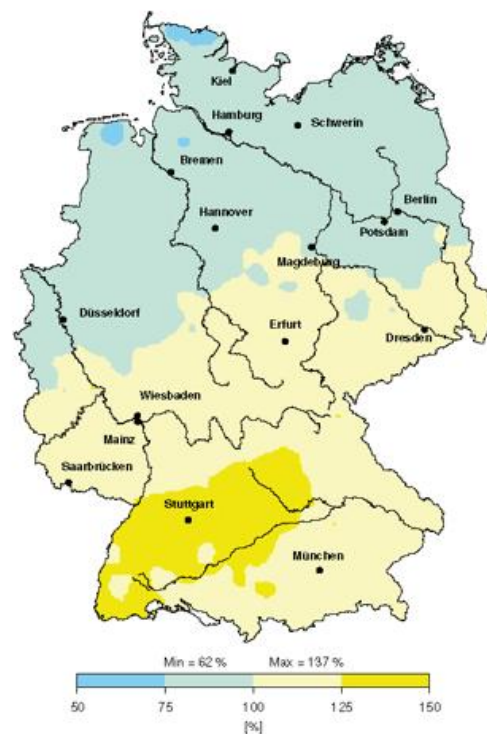 Kiel
Hamburg
Schwerin
Bremen
Berlin
Hannover
Potsdam
Magdeburg
Düsseldorf
Erfurt
Dresden
Wiesbaden
Mainz
Saarbrücken
Stuttgart
München
Min = 62 % Max = 137 %
50 75 100 125 150
[%]